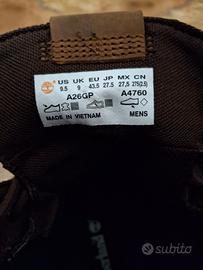 US UK EU JP MX CN
9.5 9 43.5 27.5 27.5 275(2.5)
A26GP A4760
MADE IN VIETNAM MENS
subito